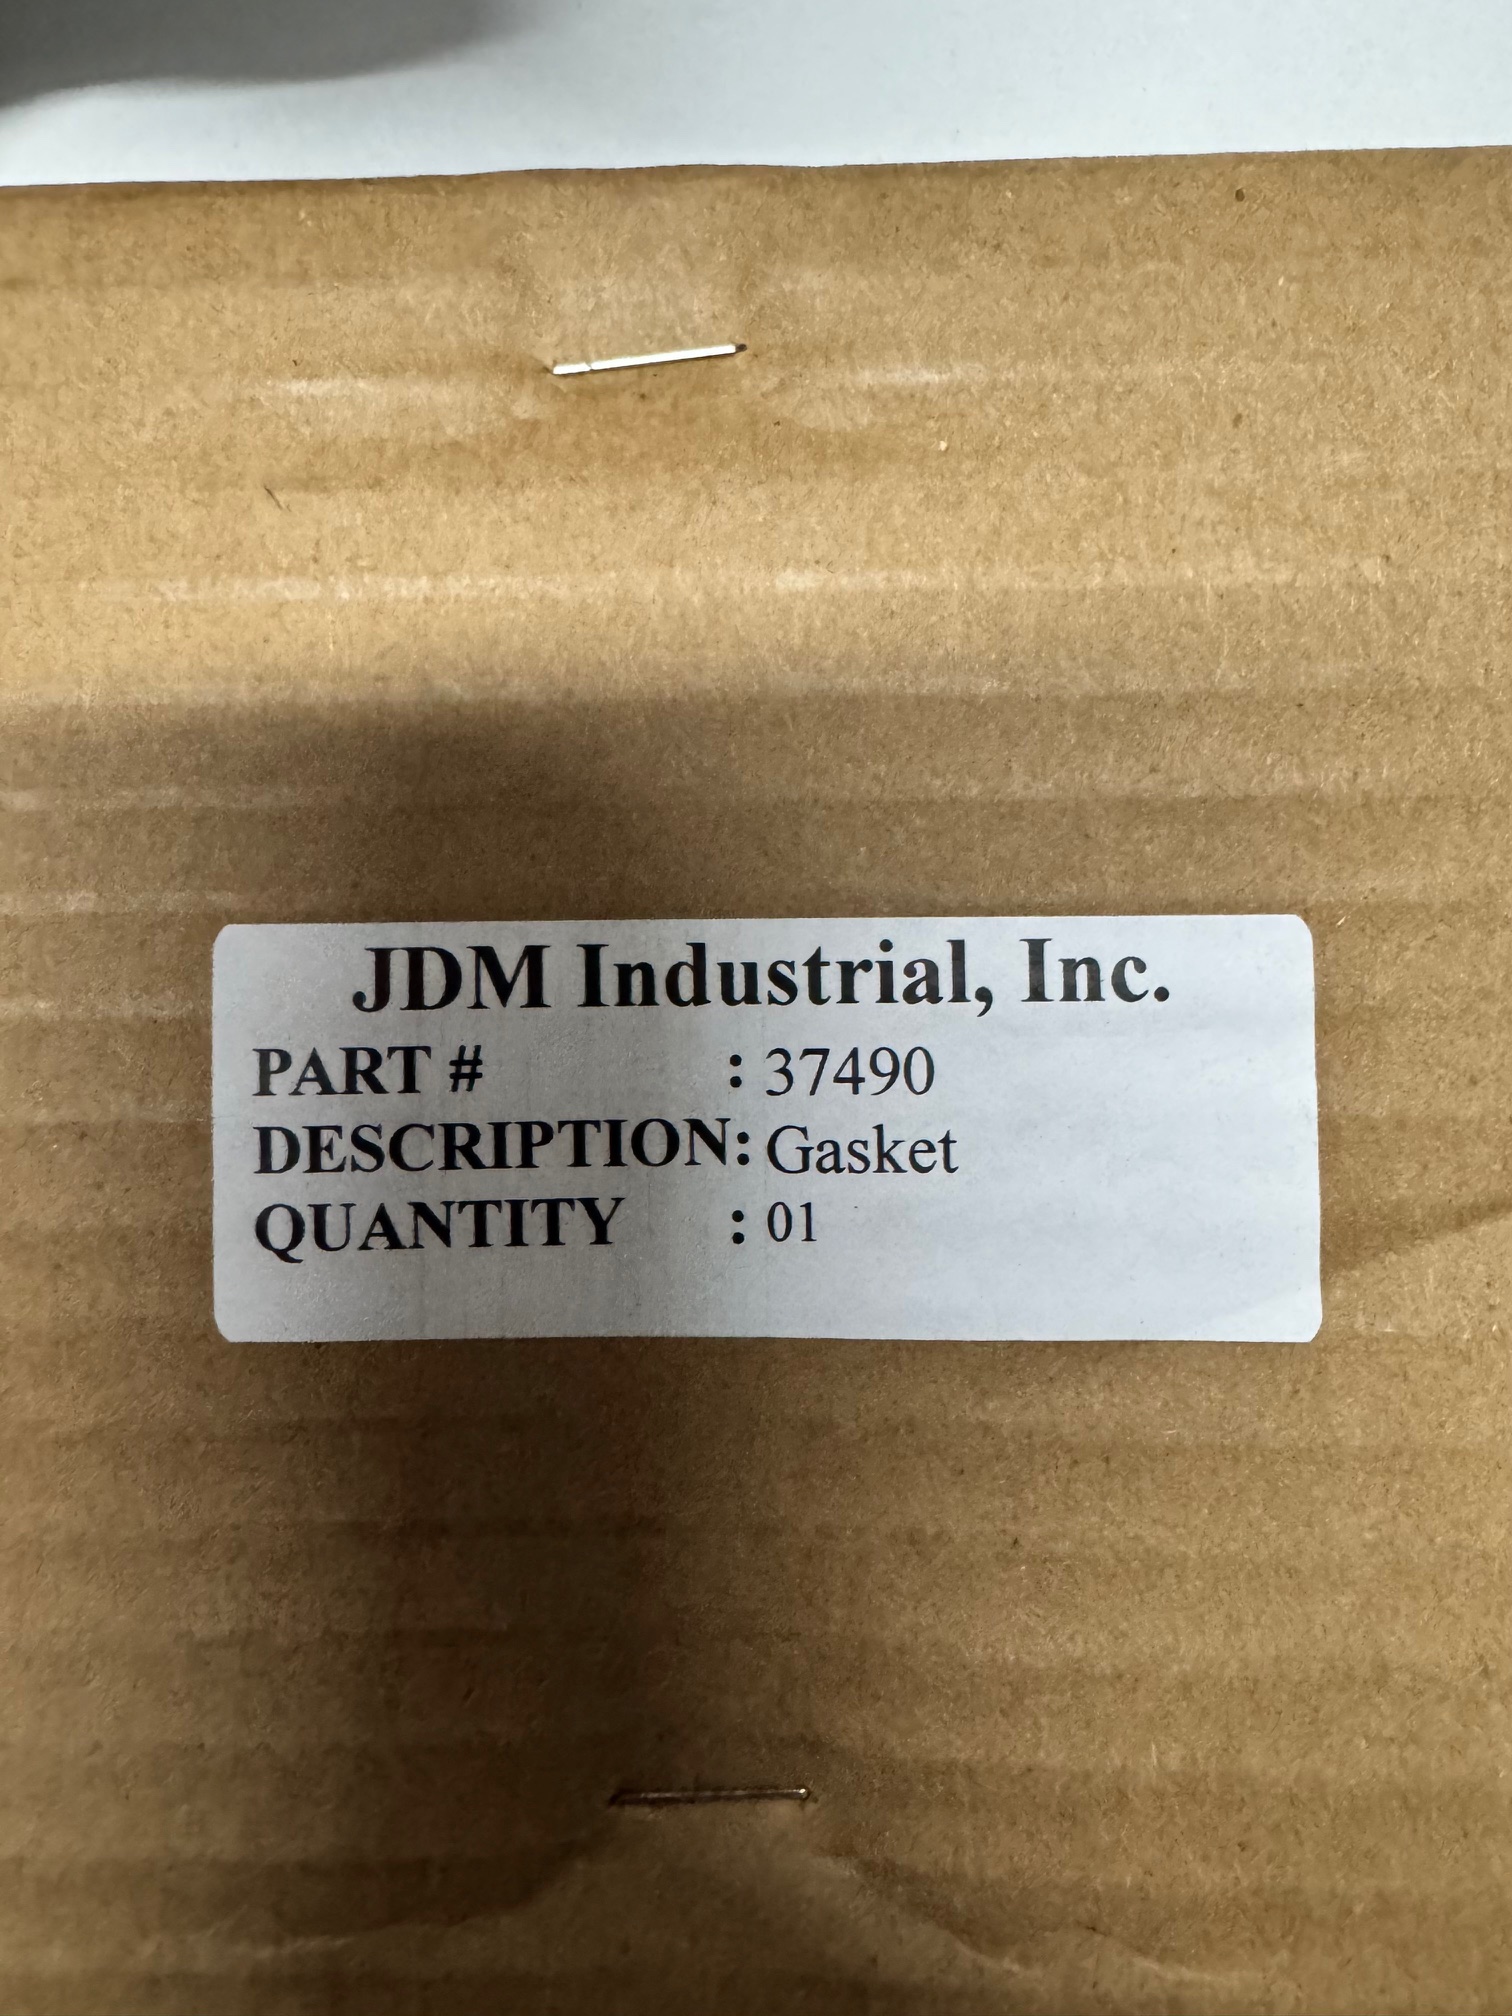 JDM Industrial, Inc.
PART # : 37490
DESCRIPTION: Gasket
QUANTITY : 01